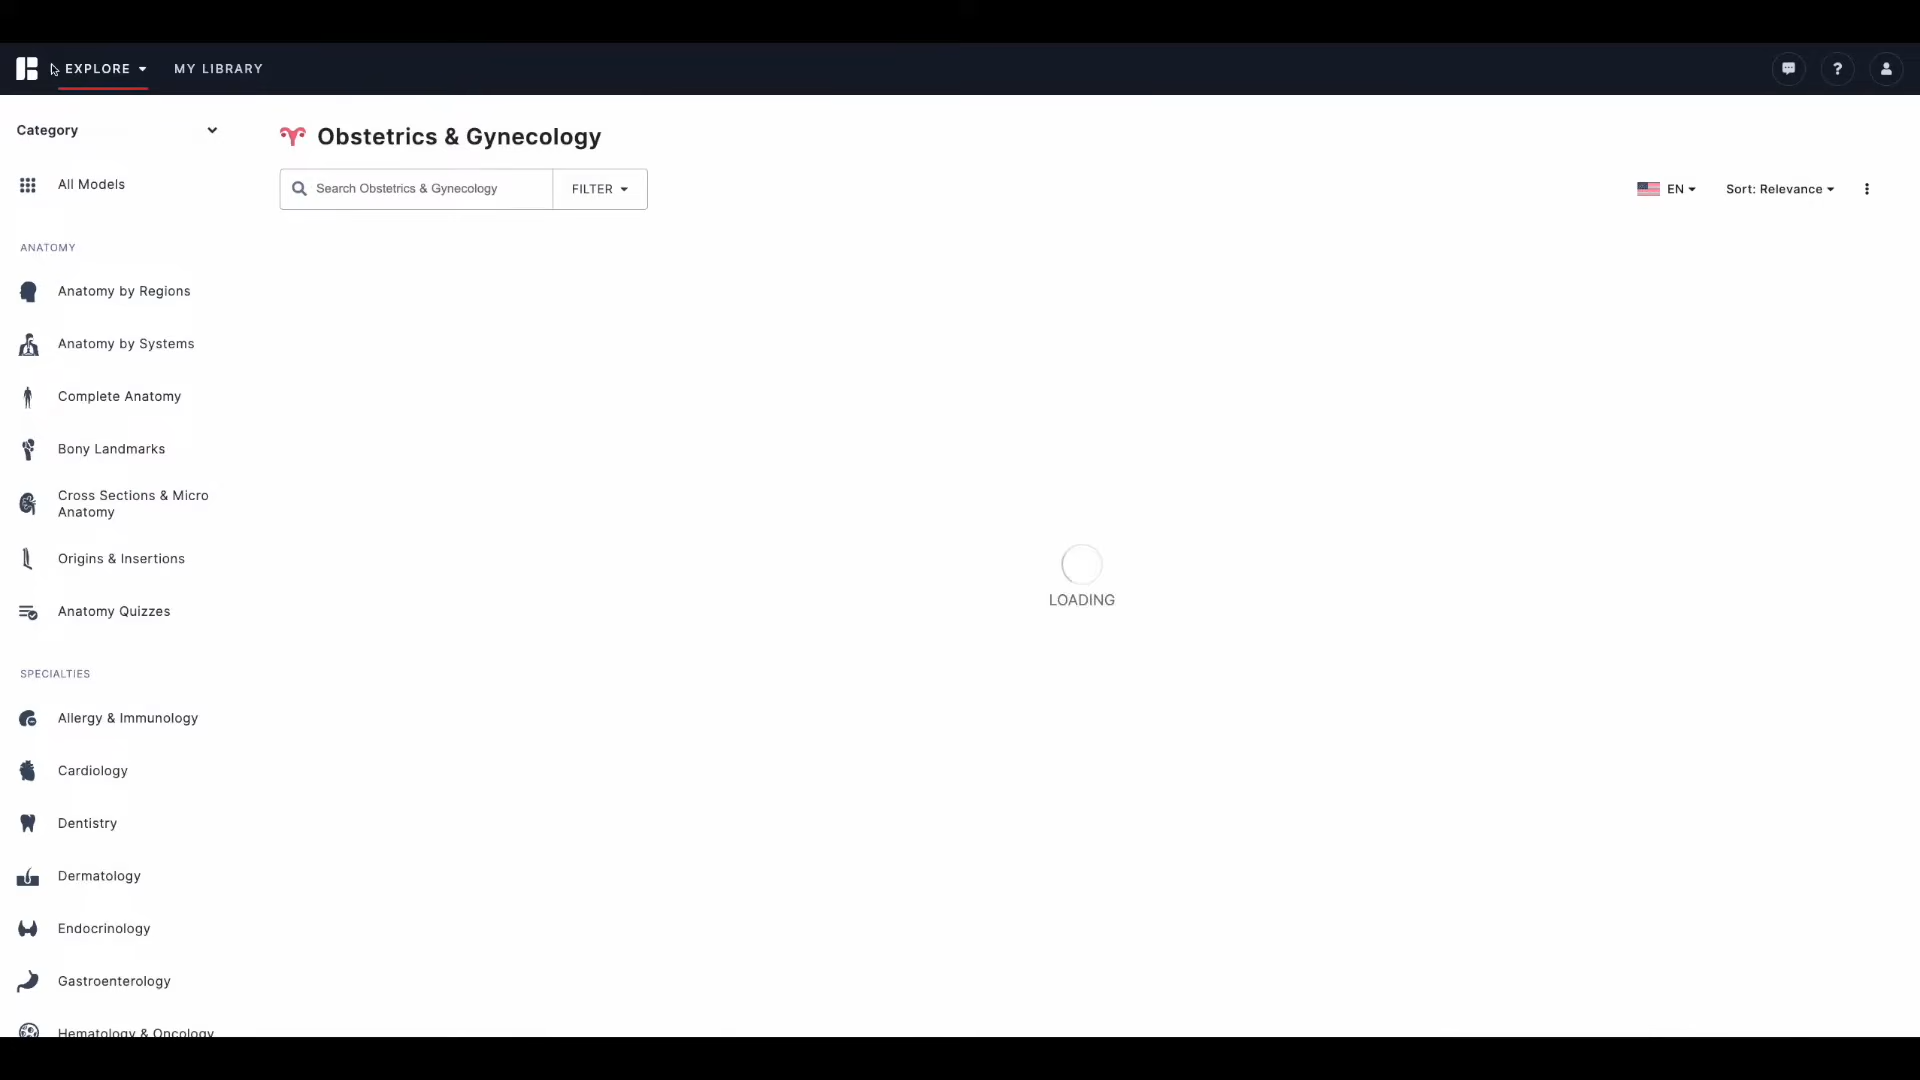 EXPLORE
MY LIBRARY
?
Category
Obstetrics & Gynecology
All Models
Search Obstetrics & Gynecology
FILTER
EN
Sort: Relevance
ANATOMY
Anatomy by Regions
Anatomy by Systems
Complete Anatomy
Bony Landmarks
Cross Sections & Micro
Anatomy
Origins & Insertions
Anatomy Quizzes
LOADING
SPECIALTIES
Allergy & Immunology
Cardiology
Dentistry
Dermatology
Endocrinology
Gastroenterology
Hematology & Oncology